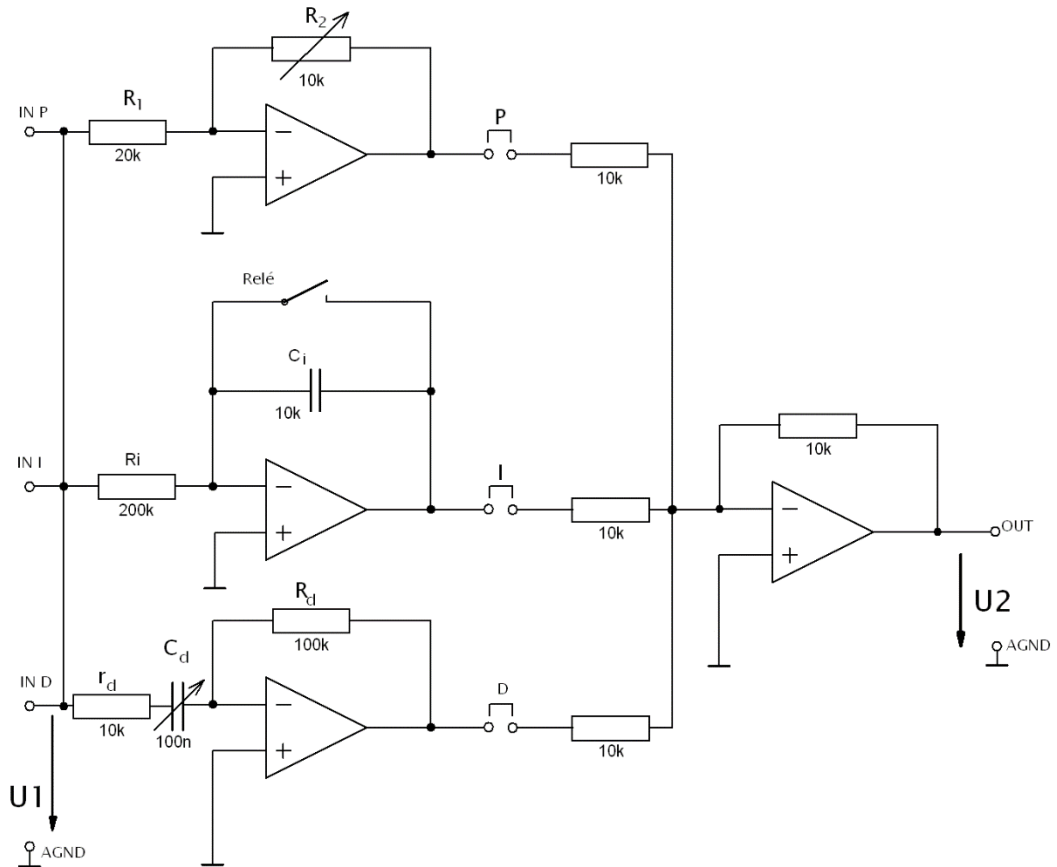 R2
10k
IN P
R1
20k
−
+
P
10k
Relé
Ci
10k
IN I
Ri
200k
−
+
I
10k
10k
−
+
OUT
U2
AGND
Rd
100k
Cd
IN D
rd
10k
100n
−
+
D
10k
U1
AGND